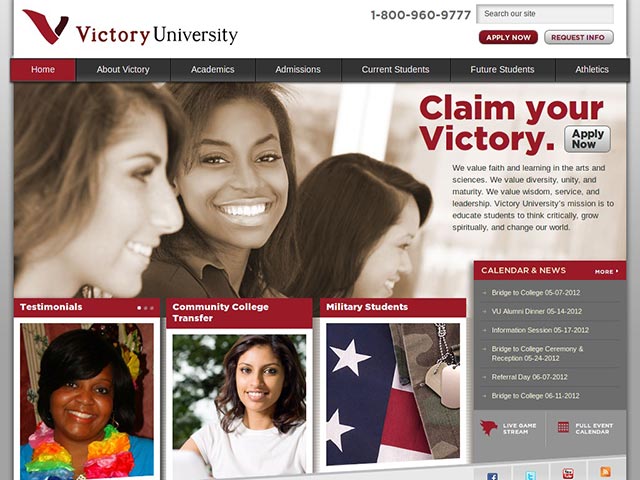 Victory University
1-800-960-9777
Search our site
APPLY NOW
REQUEST INFO
Home
About Victory
Academics
Admissions
Current Students
Future Students
Athletics
Claim your
Victory.
Apply
Now
We value faith and learning in the arts and
sciences. We value diversity, unity, and
maturity. We value wisdom, service, and
leadership. Victory University's mission is to
educate students to think critically, grow
spiritually, and change our world.
CALENDAR & NEWS
MORE
Bridge to College 05-07-2012
VU Alumni Dinner 05-14-2012
Information Session 05-17-2012
Bridge to College Ceremony &
Reception 05-24-2012
Referral Day 06-07-2012
Bridge to College 06-11-2012
LIVE GAME
STREAM
FULL EVENT
CALENDAR
Testimonials
Community College
Transfer
Military Students